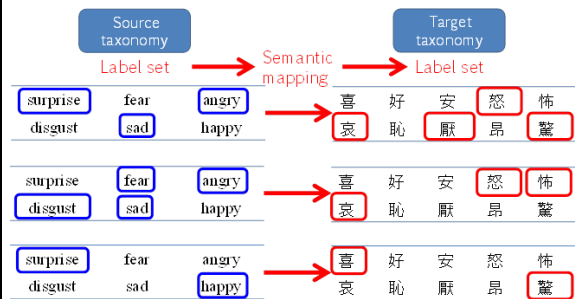 Source taxonomy
Target taxonomy
Label set
Semantic mapping
Label set
surprise fear angry
disgust sad happy
喜 好 安 怒 怖
哀 恥 厭 昂 驚
surprise fear angry
disgust sad happy
喜 好 安 怒 怖
哀 恥 厭 昂 驚
surprise fear angry
disgust sad happy
喜 好 安 怒 怖
哀 恥 厭 昂 驚